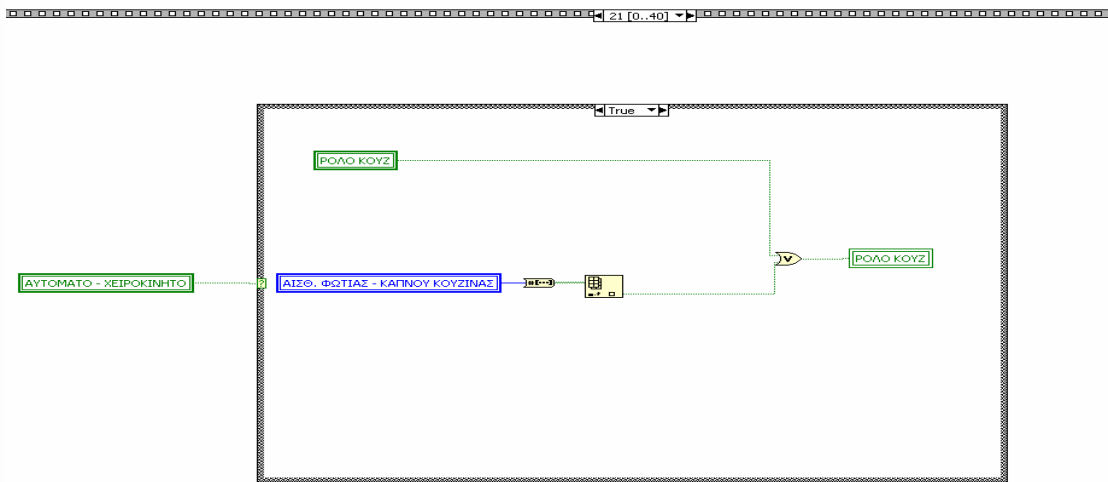 21 [0..40]
True
ΡΟΛΟ ΚΟΥΖ
ΡΟΛΟ ΚΟΥΖ
ΑΥΤΟΜΑΤΟ - ΧΕΙΡΟΚΙΝΗΤΟ
?
ΑΙΣΘ. ΦΩΤΙΑΣ - ΚΑΠΝΟΥ ΚΟΥΖΙΝΑΣ